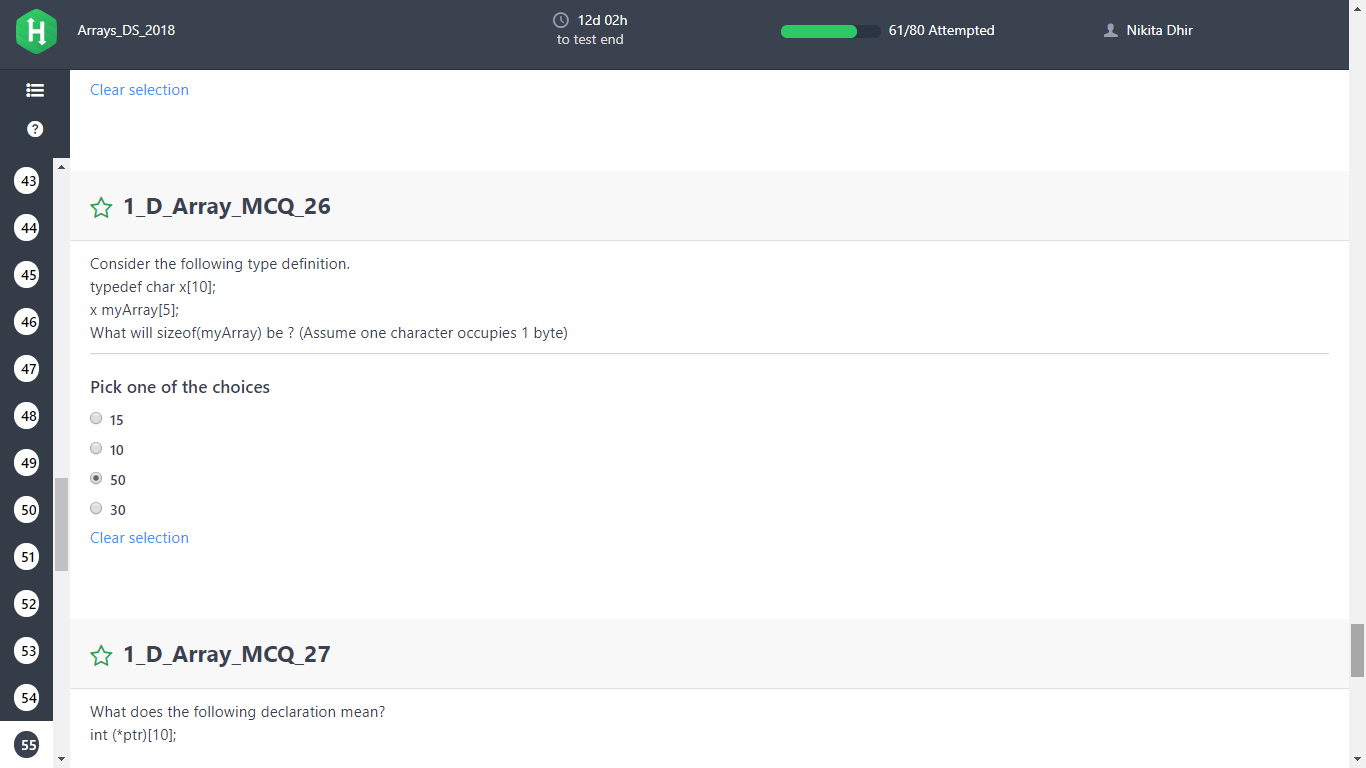 Arrays_DS_2018
12d 02h
to test end
61/80 Attempted
Nikita Dhir
Clear selection
?
43
44
45
46
47
48
49
50
51
52
53
54
55
1_D_Array_MCQ_26
Consider the following type definition.
typedef char x[10];
x myArray[5];
What will sizeof(myArray) be ? (Assume one character occupies 1 byte)
Pick one of the choices
15
10
50
30
Clear selection
1_D_Array_MCQ_27
What does the following declaration mean?
int (*ptr)[10];